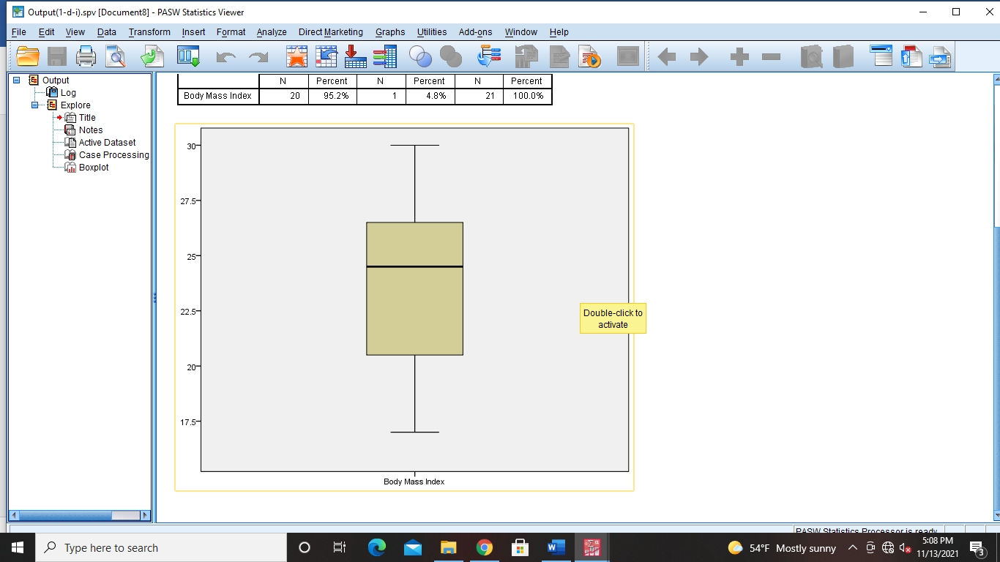 Output(1-d-i).spv [Document8] - PASW Statistics Viewer
File Edit View Data Transform Insert Format Analyze Direct Marketing Graphs Utilities Add-ons Window Help
Output
Log
Explore
Title
Notes
Active Dataset
Case Processing
Boxplot
N Percent N Percent N Percent
Body Mass Index 20 95.2% 1 4.8% 21 100.0%
30
27.5
25
22.5
20
17.5
Body Mass Index
Double-click to
activate
PASW Statistics Processor is ready
Type here to search
54°F Mostly sunny
5:08 PM
11/13/2021
3